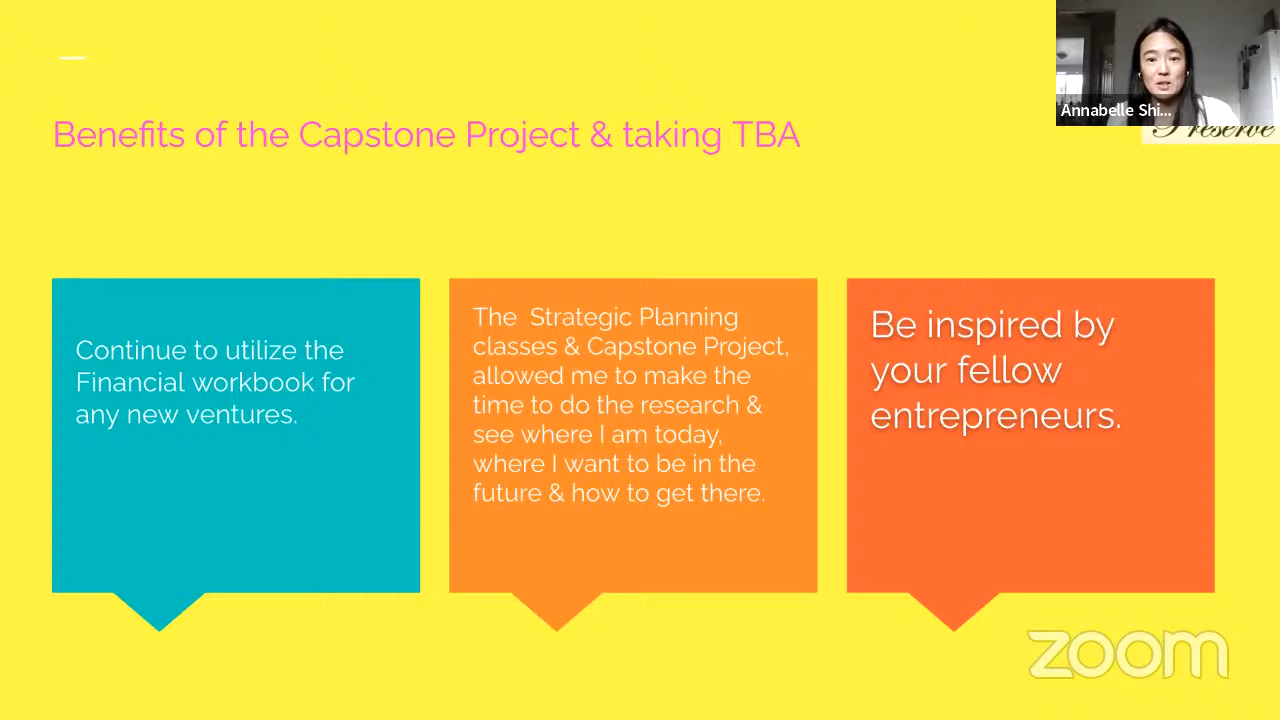 Annabelle Shi...
Preserve
Benefits of the Capstone Project & taking TBA
Continue to utilize the
Financial workbook for
any new ventures.
The Strategic Planning
classes & Capstone Project,
allowed me to make the
time to do the research &
see where I am today,
where I want to be in the
future & how to get there.
Be inspired by
your fellow
entrepreneurs.
zoom